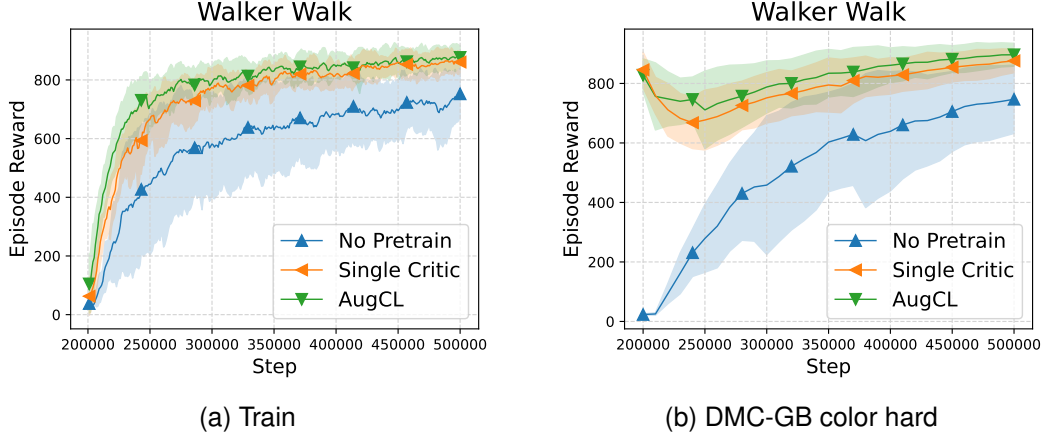 Walker Walk
Episode Reward
800
600
400
200
0
No Pretrain
Single Critic
AugCL
200000 250000 300000 350000 400000 450000 500000
Step
(a) Train
Walker Walk
Episode Reward
800
600
400
200
0
No Pretrain
Single Critic
AugCL
200000 250000 300000 350000 400000 450000 500000
Step
(b) DMC-GB color hard